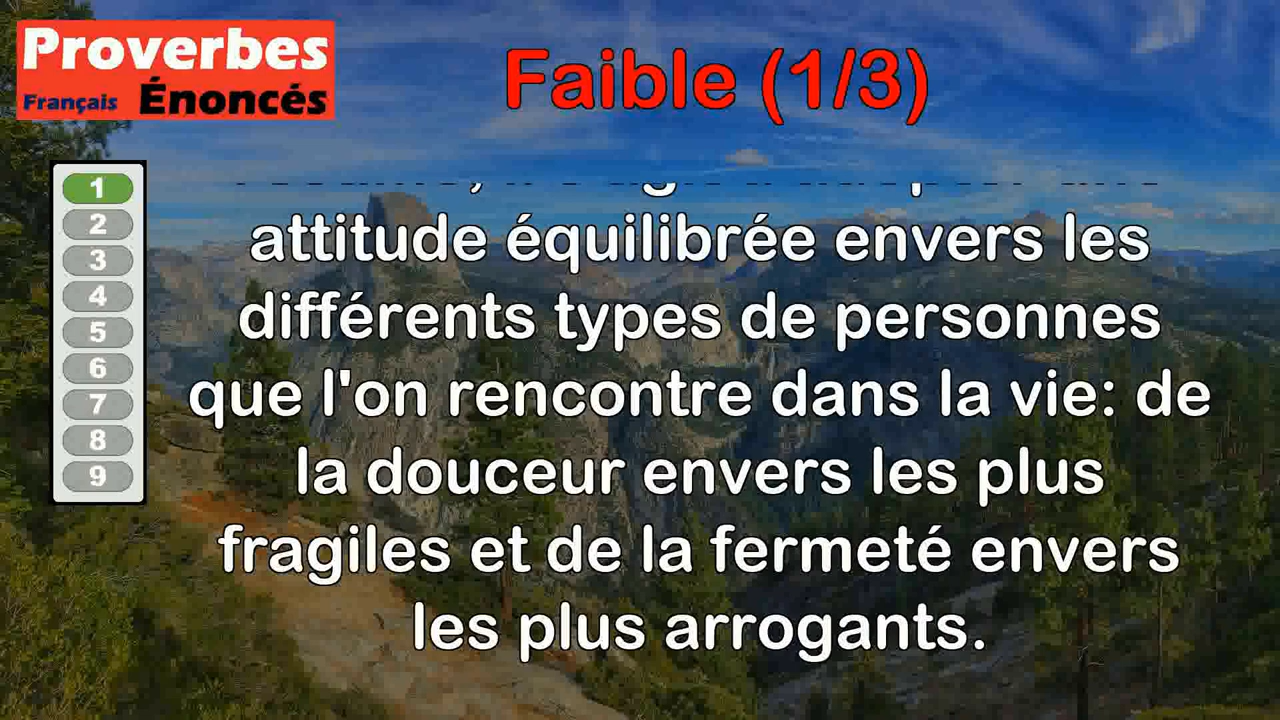 Proverbes
Français Énoncés
Faible (1/3)
1
2
3
4
5
6
7
8
9
attitude équilibrée envers les
différents types de personnes
que l'on rencontre dans la vie: de
la douceur envers les plus
fragiles et de la fermeté envers
les plus arrogants.